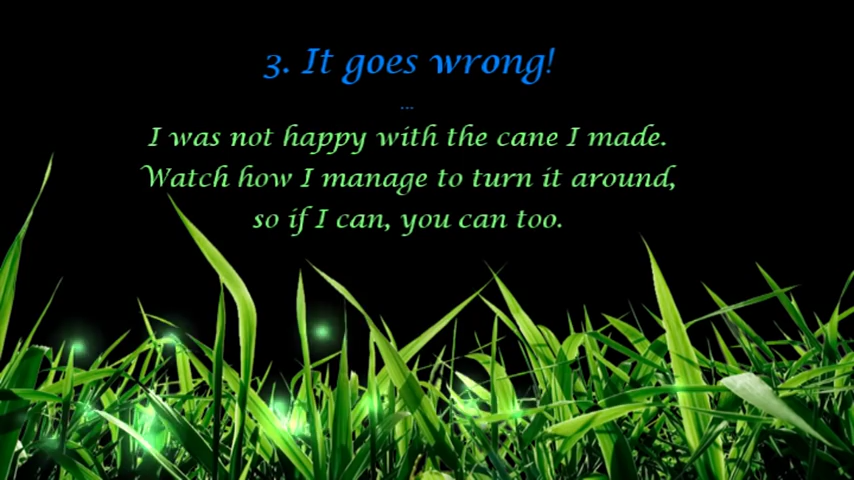 3. It goes wrong!
...
I was not happy with the cane I made.
Watch how I manage to turn it around,
so if I can, you can too.